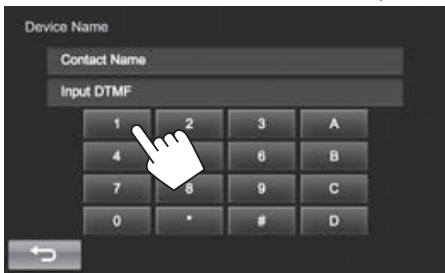 Device Name
Contact Name
Input DTMF
1 2 3 A
4 6 B
7 8 9 C
0 * # D